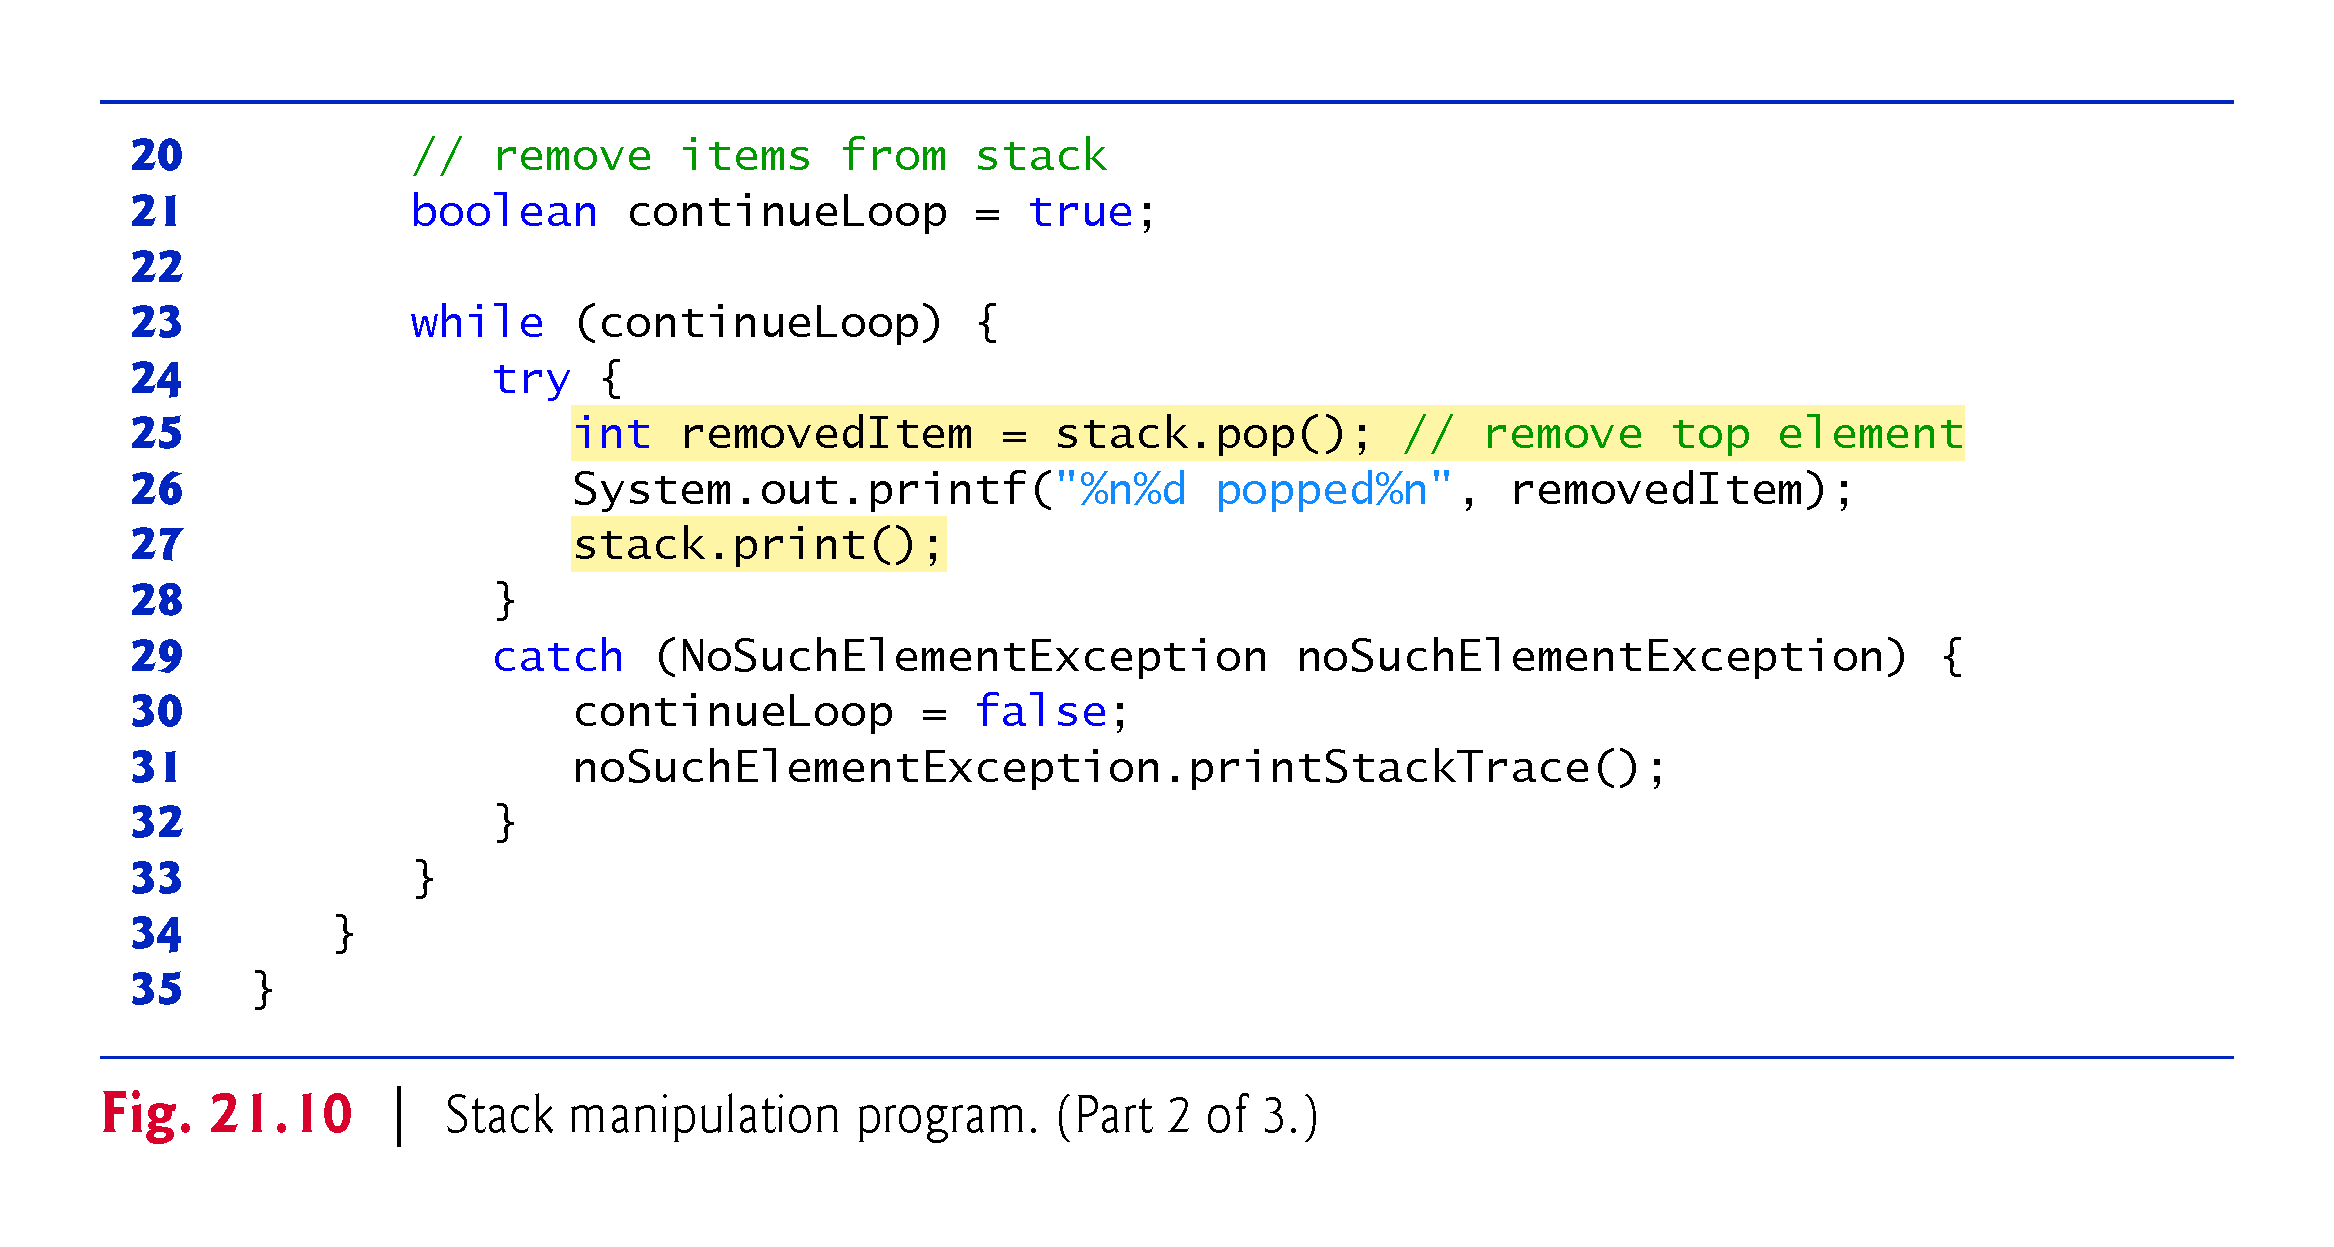 20 // remove items from stack
21 boolean continueLoop = true;
22
23 while (continueLoop) {
24 try {
25 int removedItem = stack.pop(); // remove top element
26 System.out.printf("%n%d popped%n", removedItem);
27 stack.print();
28 }
29 catch (NoSuchElementException noSuchElementException) {
30 continueLoop = false;
31 noSuchElementException.printStackTrace();
32 }
33 }
34 }
35 }
Fig. 21.10 | Stack manipulation program. (Part 2 of 3.)